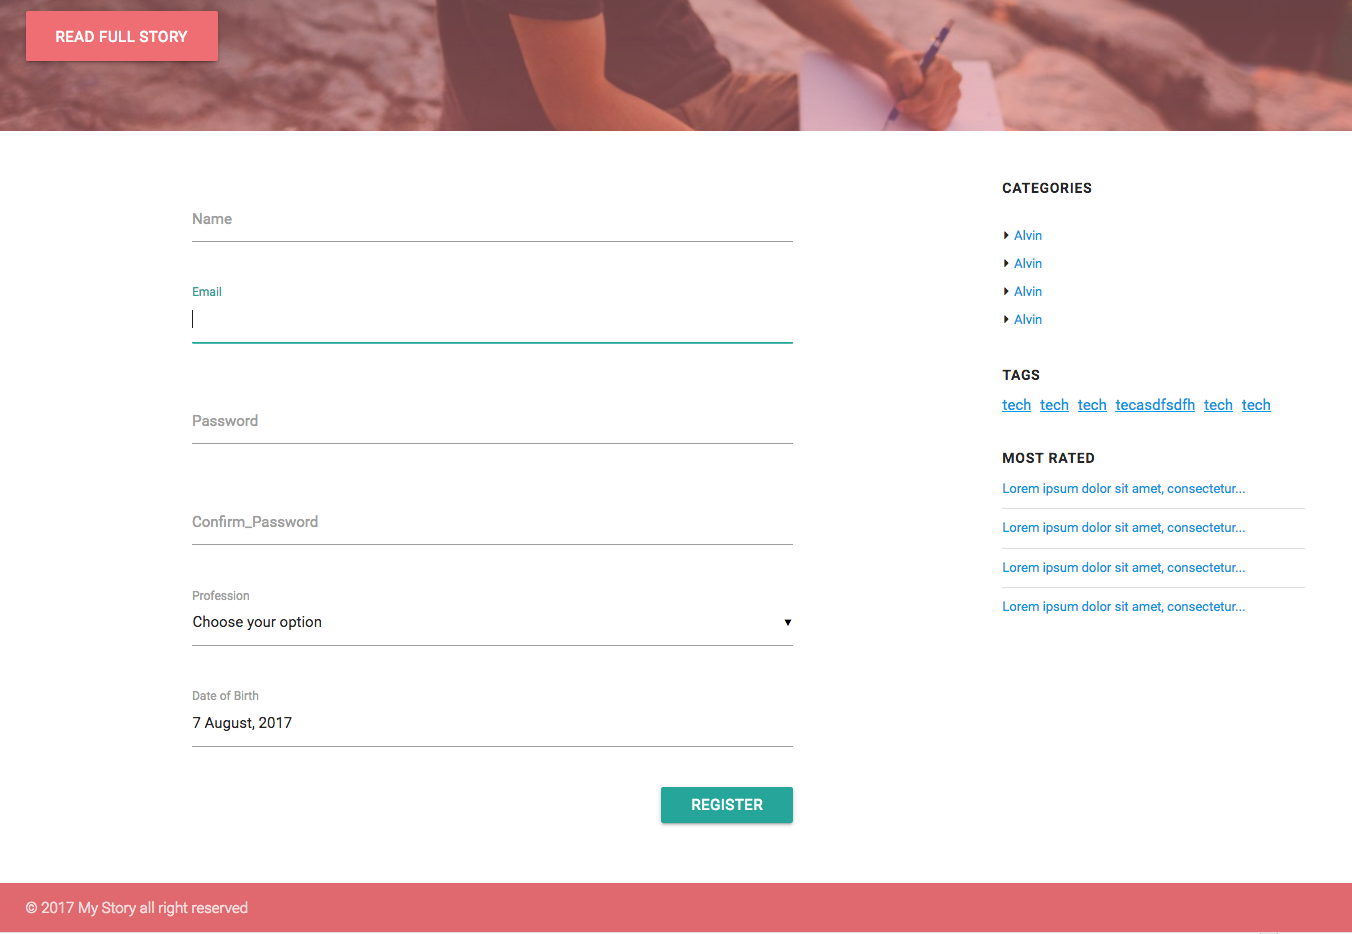 READ FULL STORY
Name
Email
Password
Confirm_Password
Profession
Choose your option
Date of Birth
7 August, 2017
REGISTER
CATEGORIES
Alvin
Alvin
Alvin
Alvin
TAGS
tech tech tech tecasdfsdfh tech tech
MOST RATED
Lorem ipsum dolor sit amet, consectetur...
Lorem ipsum dolor sit amet, consectetur...
Lorem ipsum dolor sit amet, consectetur...
Lorem ipsum dolor sit amet, consectetur...
© 2017 My Story all right reserved